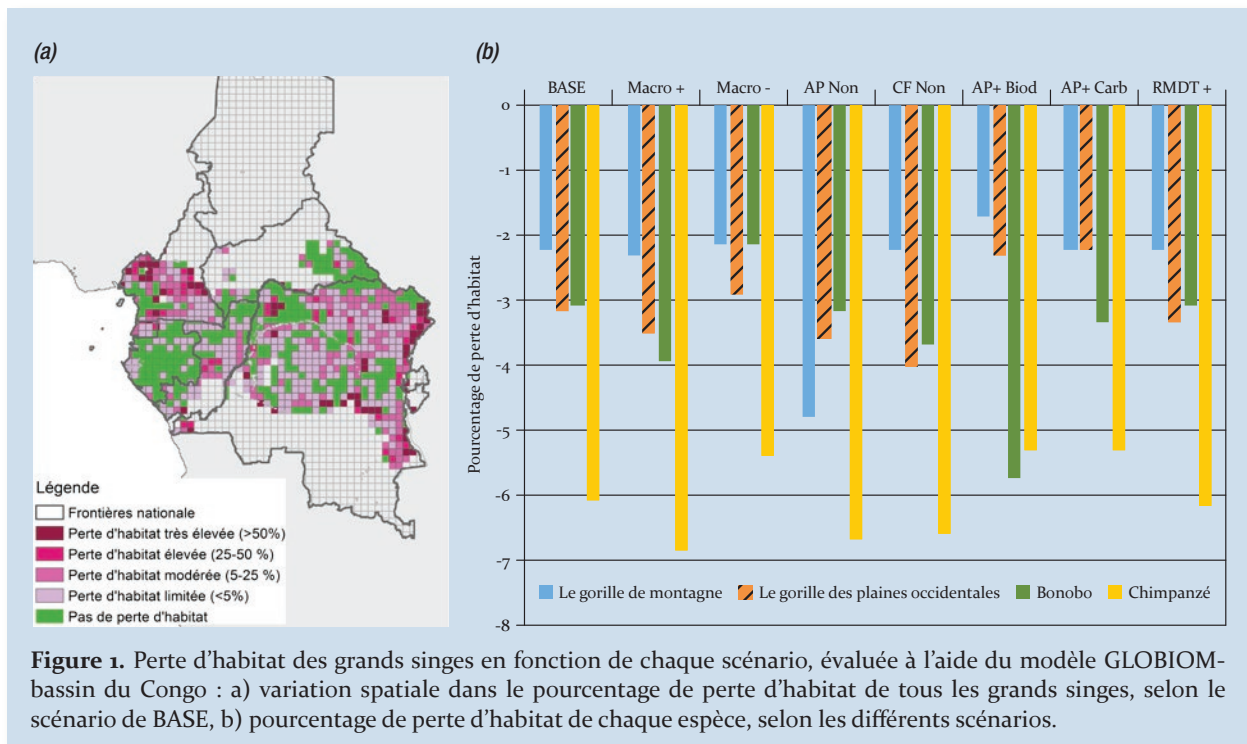 (a)
Légende
Frontières nationale
Perte d'habitat très élevée (>50%)
Perte d'habitat élevée (25-50 %)
Perte d'habitat modérée (5-25 %)
Perte d'habitat limitée (<5%)
Pas de perte d'habitat
(b)
BASE Macro + Macro - AP Non CF Non AP+ Biod AP+ Carb RMDT +
Pourcentage de perte d'habitat
0
-1
-2
-3
-4
-5
-6
-7
-8
Le gorille de montagne Le gorille des plaines occidentales Bonobo Chimpanzé
Figure 1. Perte d'habitat des grands singes en fonction de chaque scénario, évaluée à l'aide du modèle GLOBIOM-
bassin du Congo : a) variation spatiale dans le pourcentage de perte d'habitat de tous les grands singes, selon le
scénario de BASE, b) pourcentage de perte d'habitat de chaque espèce, selon les différents scénarios.